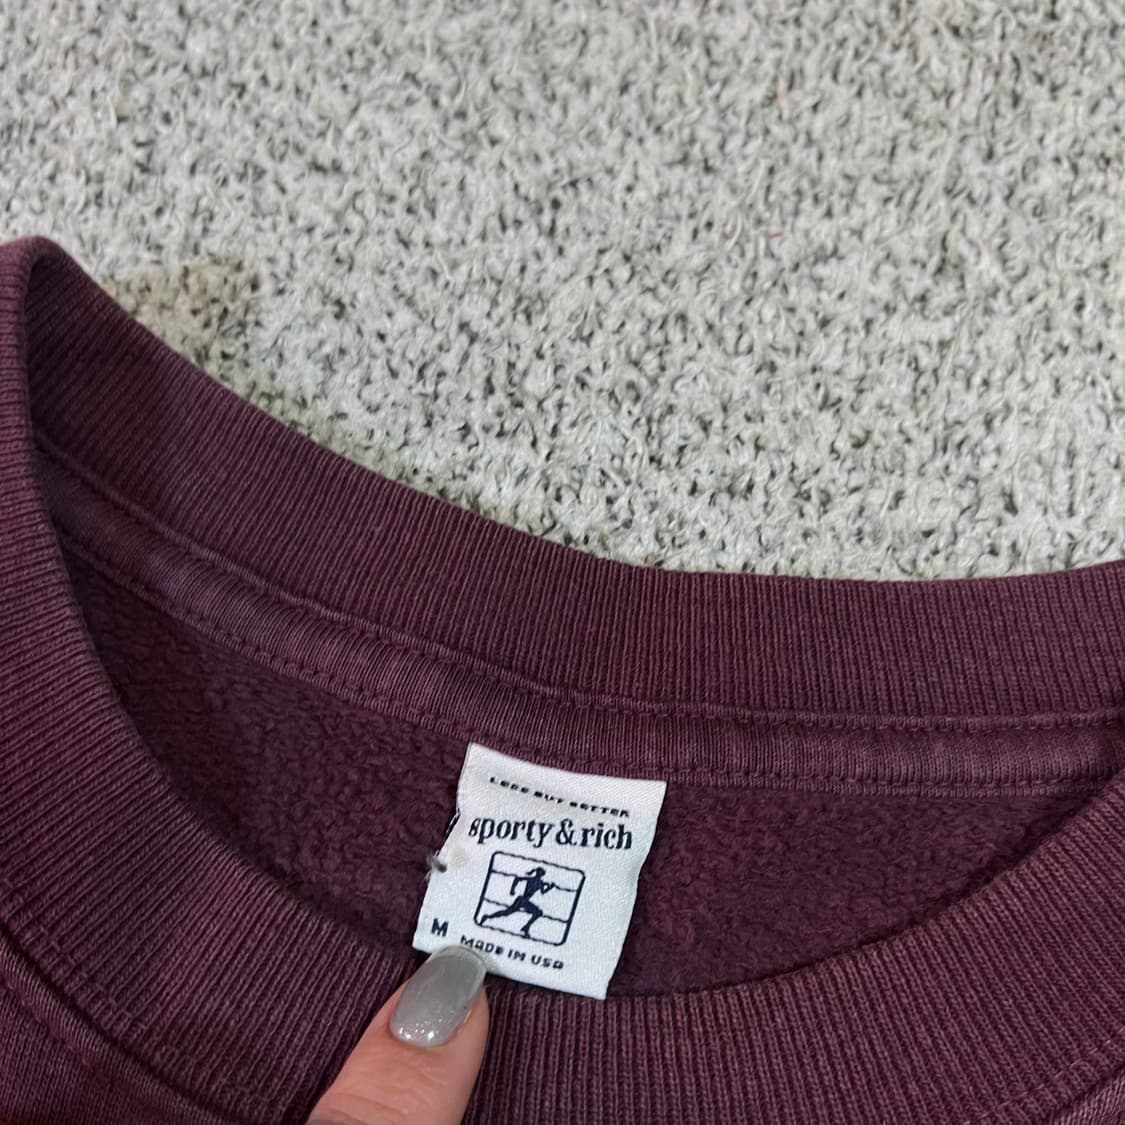 LESS BUT BETTER
sporty & rich
M
MADE IN USA